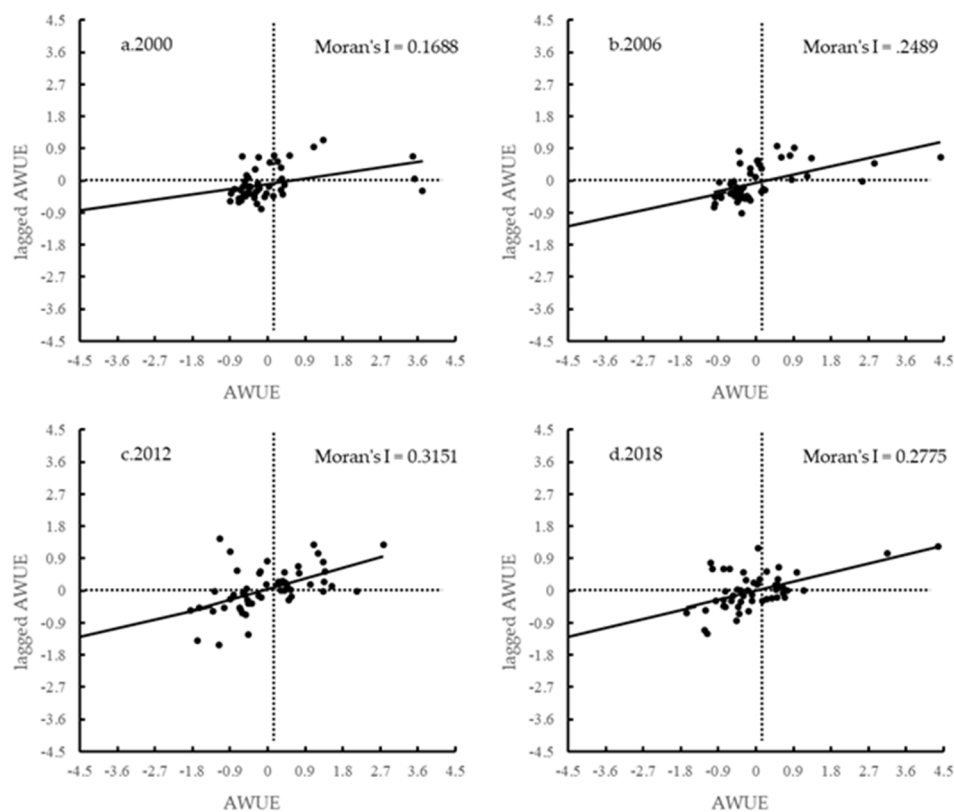 a.2000
Moran's I = 0.1688
4.5
3.6
2.7
1.8
0.9
0
-0.9
-1.8
-2.7
-3.6
-4.5
lagged AWUE
-4.5 -3.6 -2.7 -1.8 -0.9 0 0.9 1.8 2.7 3.6 4.5
AWUE
b.2006
Moran's I = .2489
4.5
3.6
2.7
1.8
0.9
0
-0.9
-1.8
-2.7
-3.6
-4.5
lagged AWUE
-4.5 -3.6 -2.7 -1.8 -0.9 0 0.9 1.8 2.7 3.6 4.5
AWUE
c.2012
Moran's I = 0.3151
4.5
3.6
2.7
1.8
0.9
0
-0.9
-1.8
-2.7
-3.6
-4.5
lagged AWUE
-4.5 -3.6 -2.7 -1.8 -0.9 0 0.9 1.8 2.7 3.6 4.5
AWUE
d.2018
Moran's I = 0.2775
4.5
3.6
2.7
1.8
0.9
0
-0.9
-1.8
-2.7
-3.6
-4.5
lagged AWUE
-4.5 -3.6 -2.7 -1.8 -0.9 0 0.9 1.8 2.7 3.6 4.5
AWUE